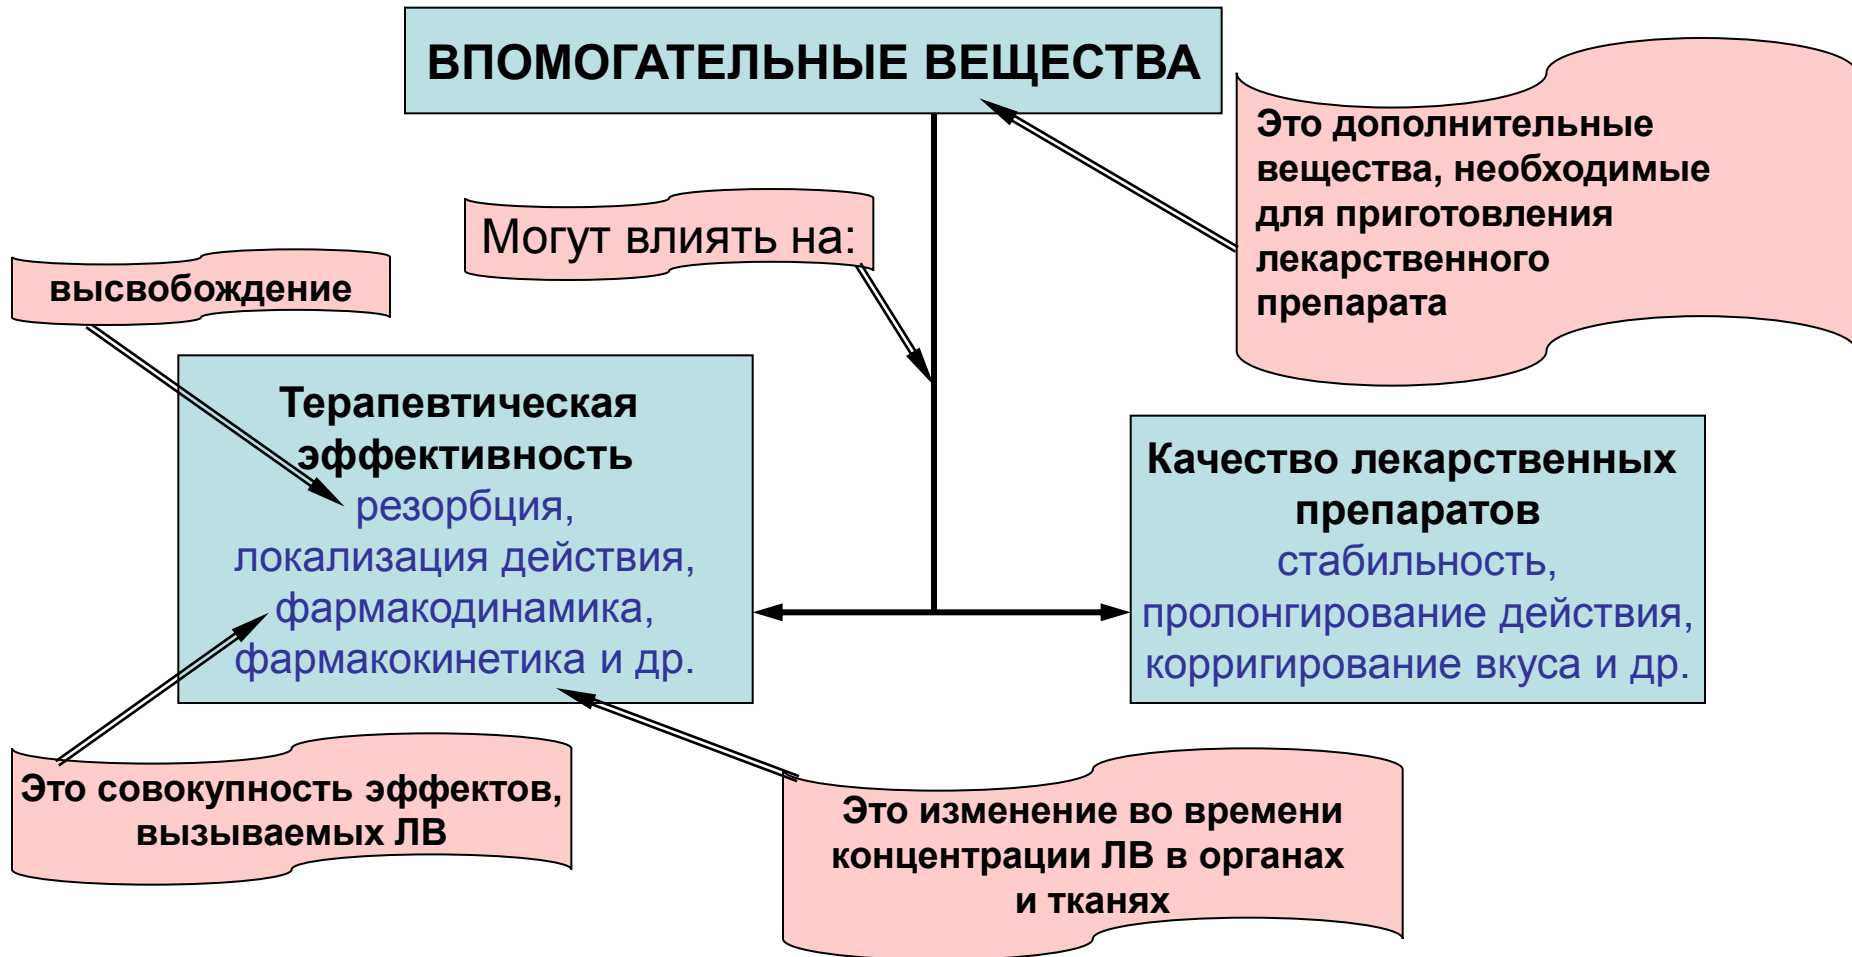 ВПОМОГАТЕЛЬНЫЕ ВЕЩЕСТВА
Это дополнительные
вещества, необходимые
для приготовления
лекарственного
препарата
Могут влиять на:
высвобождение
Терапевтическая
эффективность
резорбция,
локализация действия,
фармакодинамика,
фармакокинетика и др.
Качество лекарственных
препаратов
стабильность,
пролонгирование действия,
корригирование вкуса и др.
Это совокупность эффектов,
вызываемых ЛВ
Это изменение во времени
концентрации ЛВ в органах
и тканях